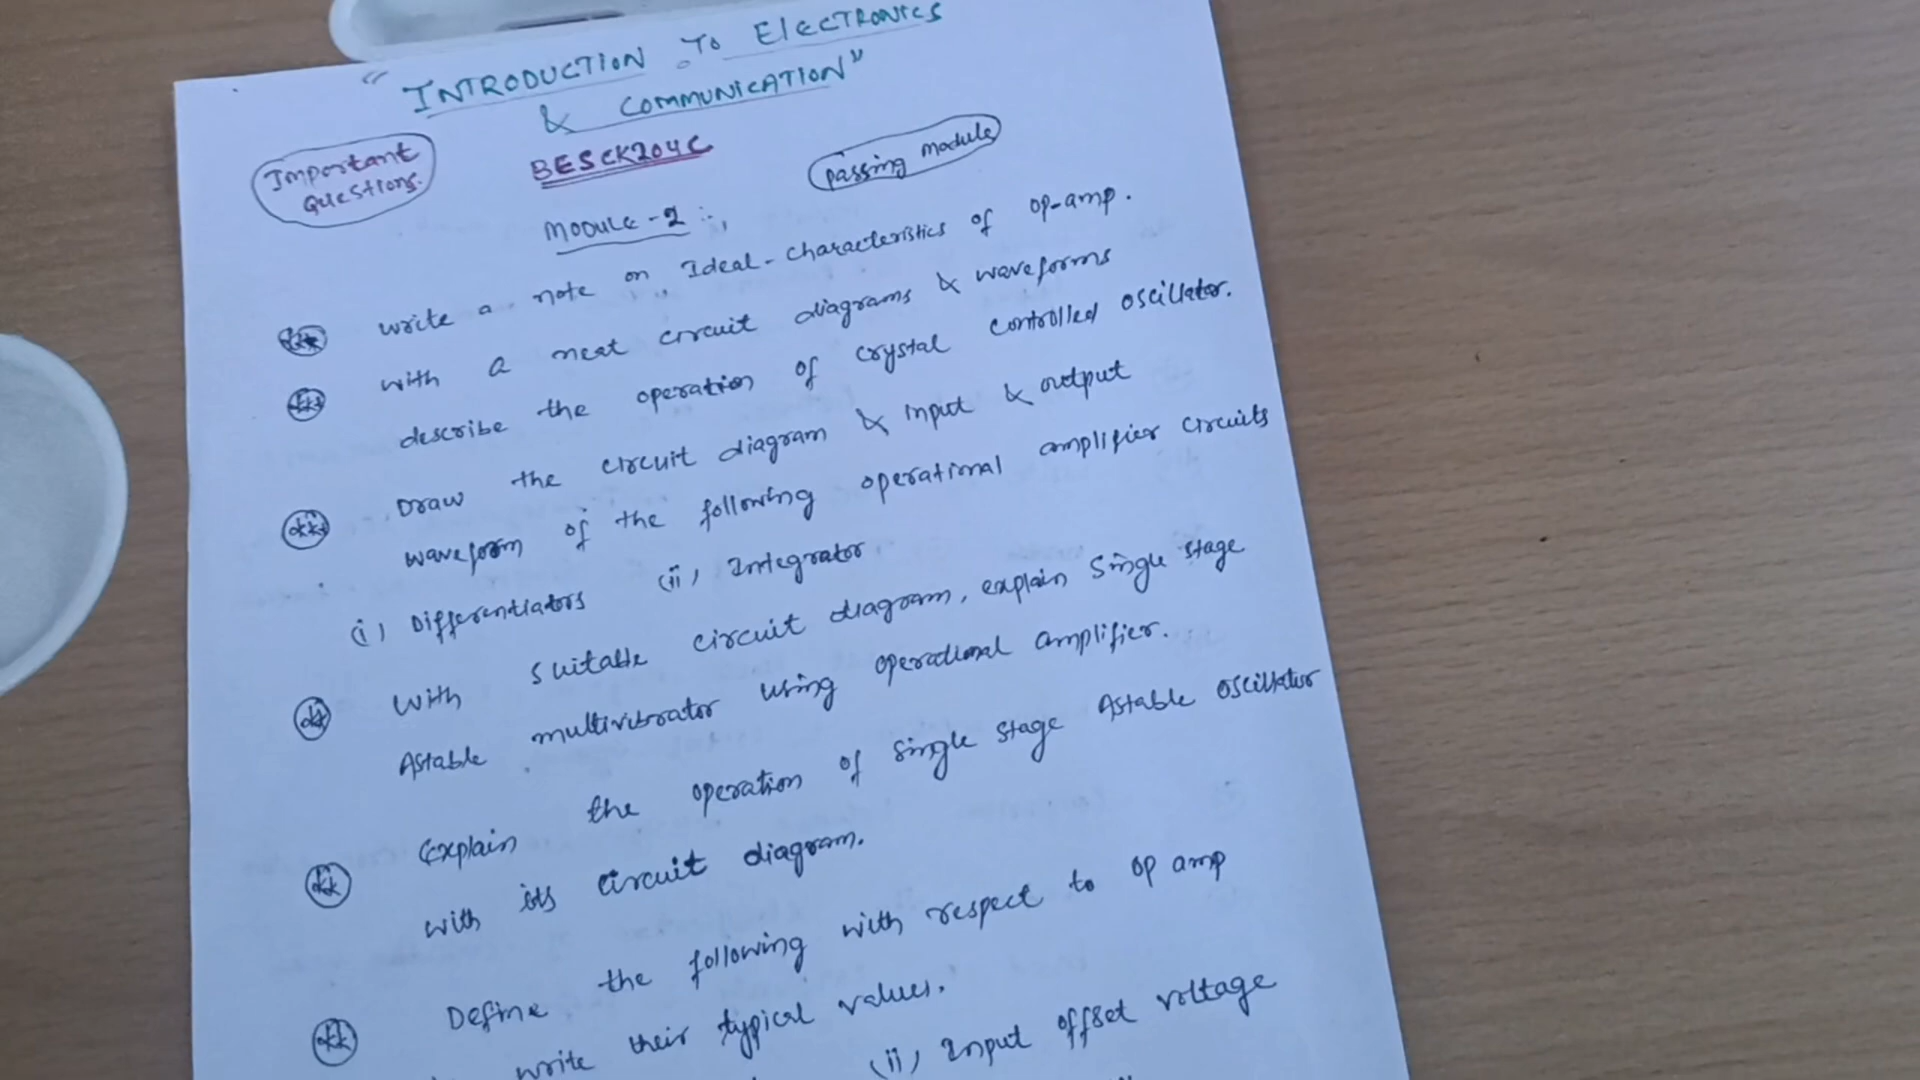 "INTRODUCTION To ElECTRONICS
& COMMUNICATION"
Important
Questions.
BESCK204C
passing module
MODULE-2 :-,
write a note on Ideal-characteristics of op-amp.
with a neat circuit diagrams & waveforms
describe the operation of crystal controlled oscillator.
Draw the circuit diagram & input & output
waveform of the following operational amplifier circuits
(i) Differentiators (ii) Integrator
With suitable circuit diagram, explain single stage
Astable multivibrator using operational amplifier.
Explain the operation of single stage Astable oscillator
with its circuit diagram.
Define the following with respect to op amp
write their typical values.
(ii) Input offset voltage